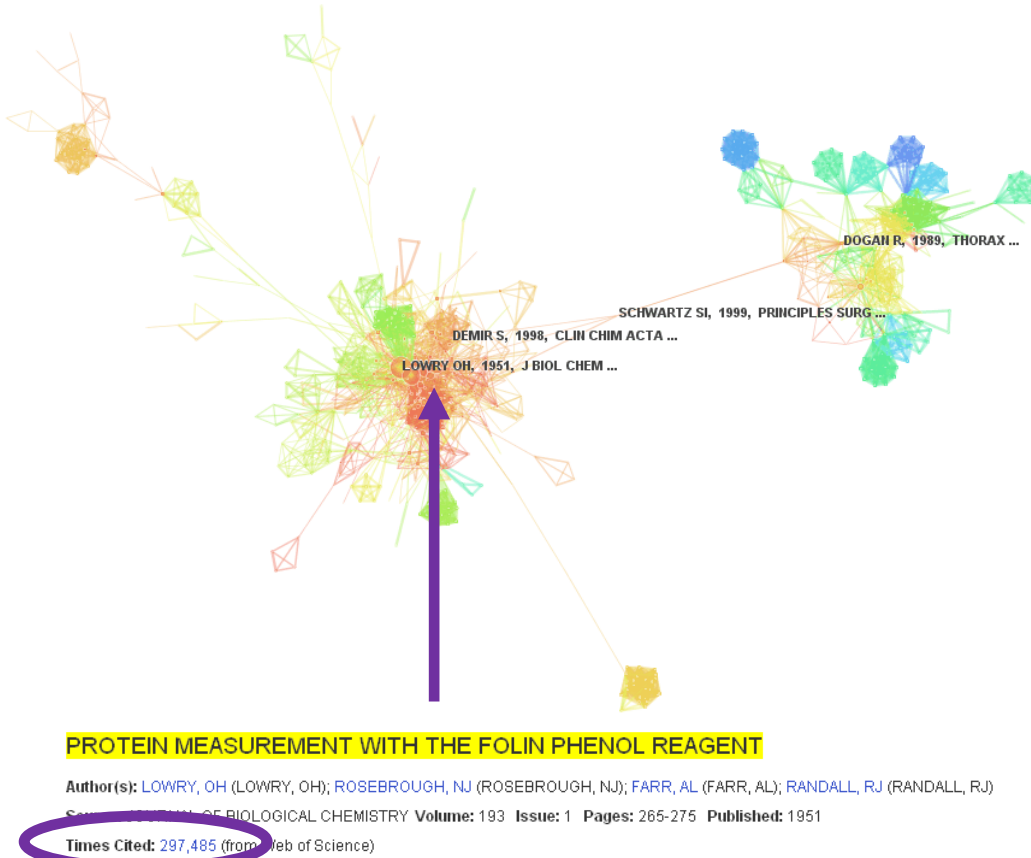 DOGAN R, 1989, THORAX ...
SCHWARTZ SI, 1999, PRINCIPLES SURG ...
DEMIR S, 1998, CLIN CHIM ACTA ...
LOWRY OH, 1951, J BIOL CHEM ...
PROTEIN MEASUREMENT WITH THE FOLIN PHENOL REAGENT
Author(s): LOWRY, OH (LOWRY, OH); ROSEBROUGH, NJ (ROSEBROUGH, NJ); FARR, AL (FARR, AL); RANDALL, RJ (RANDALL, RJ)
OF BIOLOGICAL CHEMISTRY Volume: 193 Issue: 1 Pages: 265-275 Published: 1951
Times Cited: 297,485 (from Web of Science)